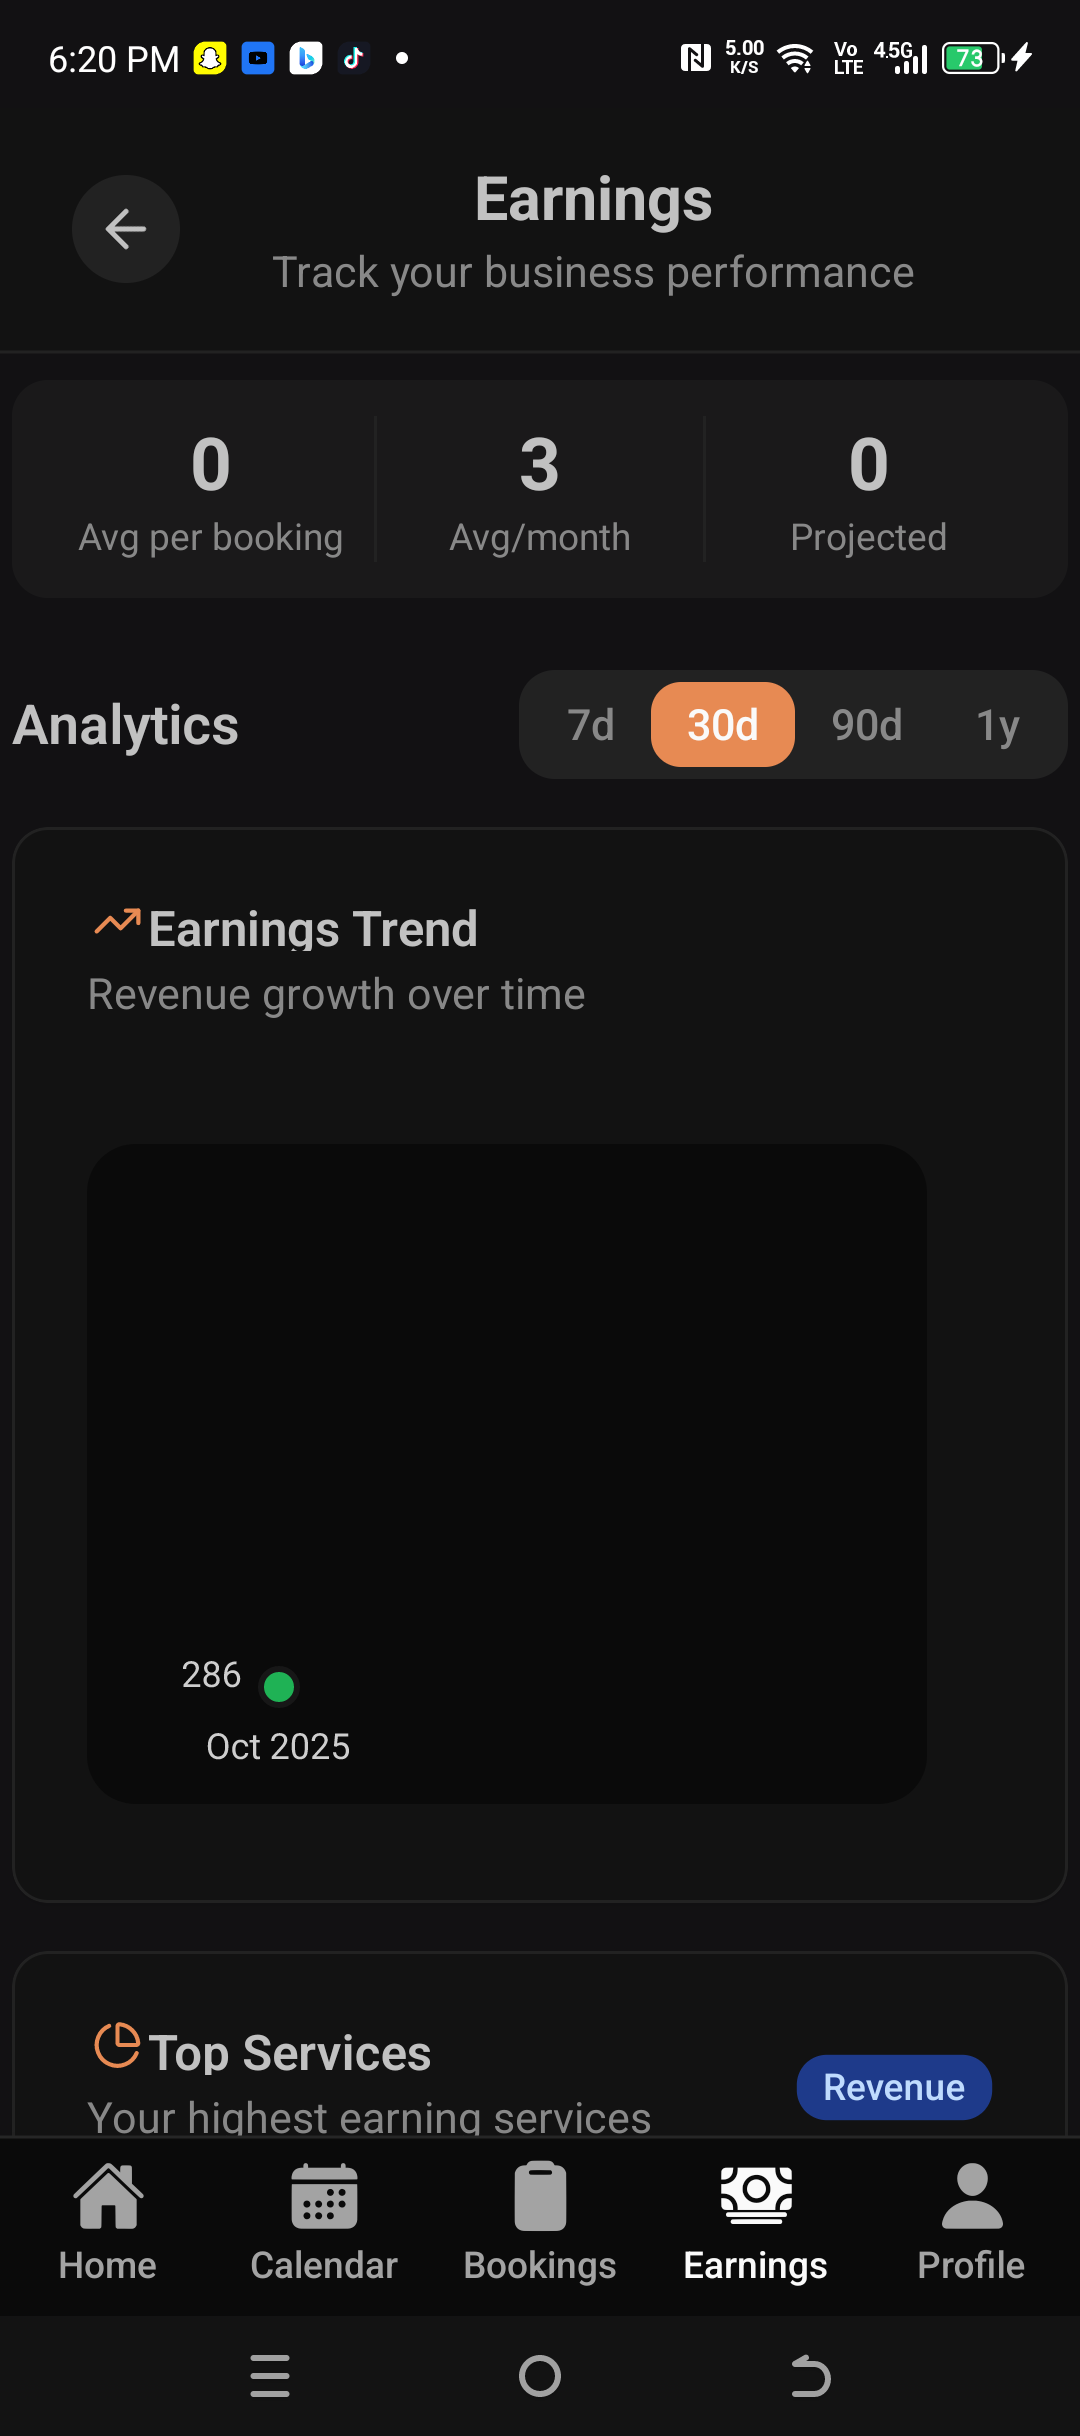 6:20 PM
5.00
K/S
Vo
LTE
4.5G
73
Earnings
Track your business performance
0
3
0
Avg per booking
Avg/month
Projected
Analytics
7d
30d
90d
1y
Earnings Trend
Revenue growth over time
286
Oct 2025
Top Services
Your highest earning services
Revenue
Home
Calendar
Bookings
Earnings
Profile